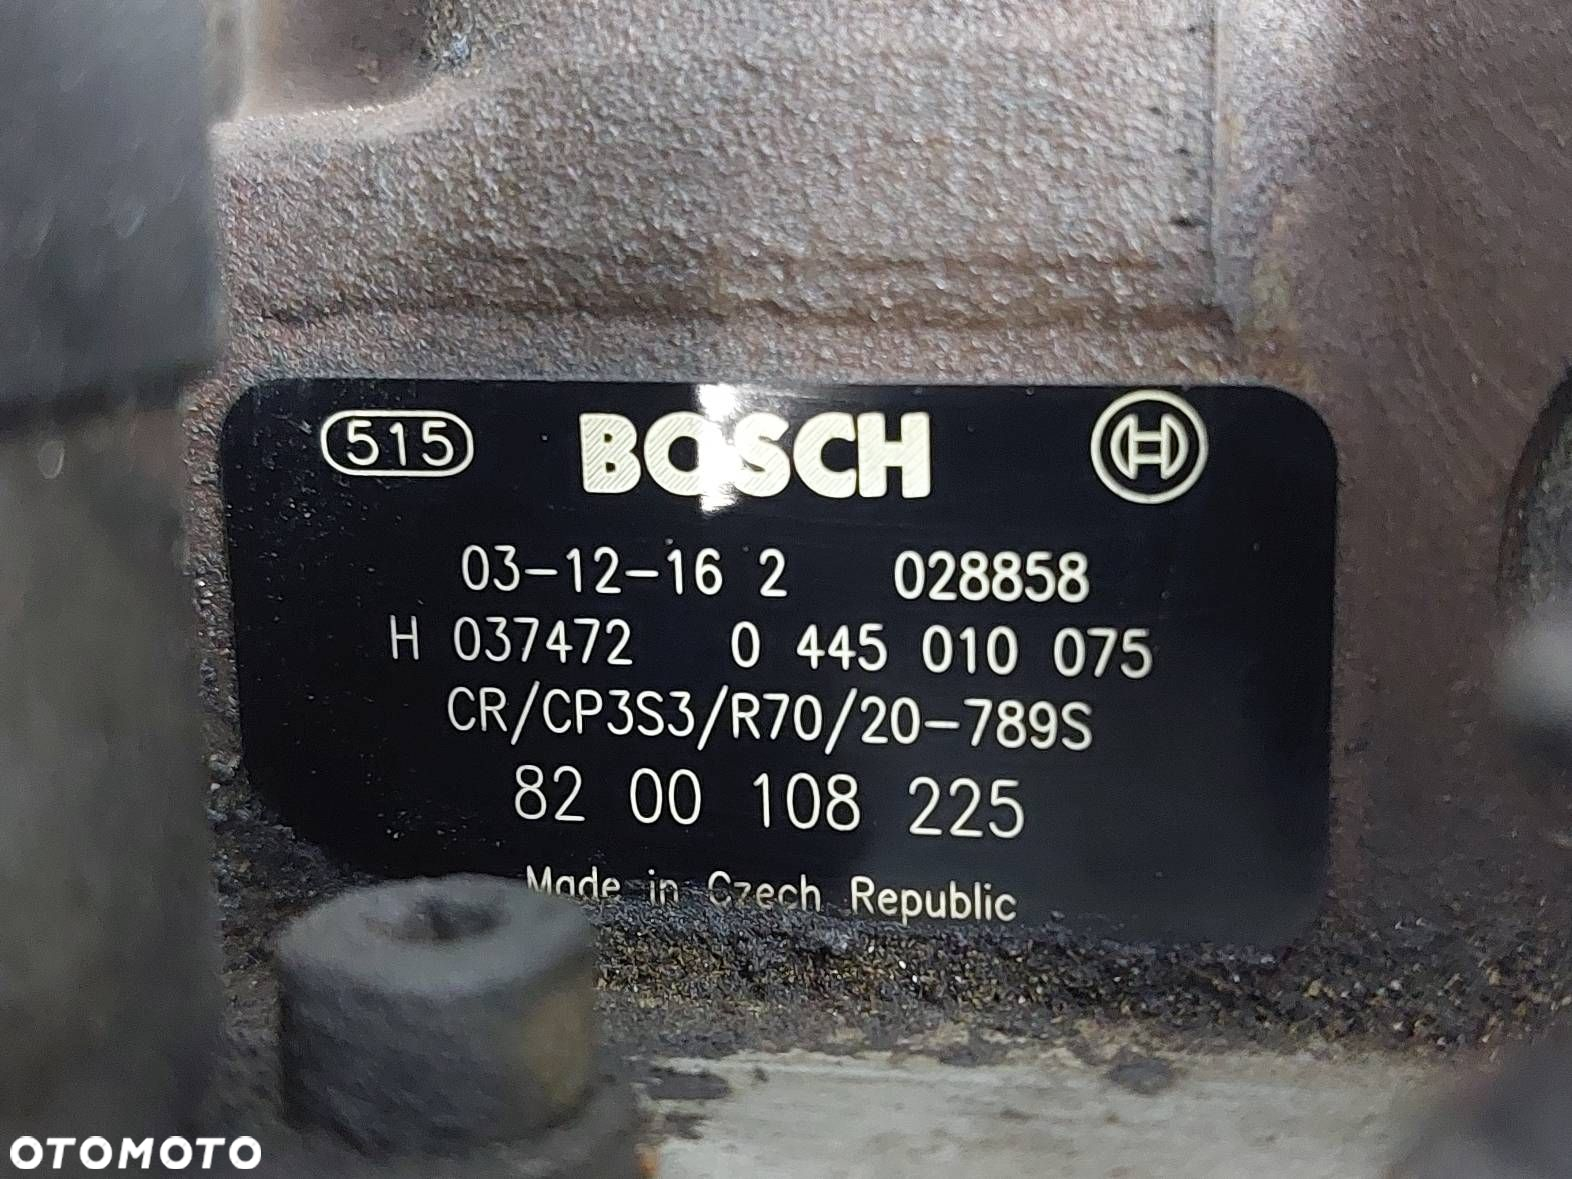 515 BOSCH
03-12-16 2 028858
H 037472 0 445 010 075
CR/CP3S3/R70/20-789S
82 00 108 225
Made in Czech Republic
OTOMOTO